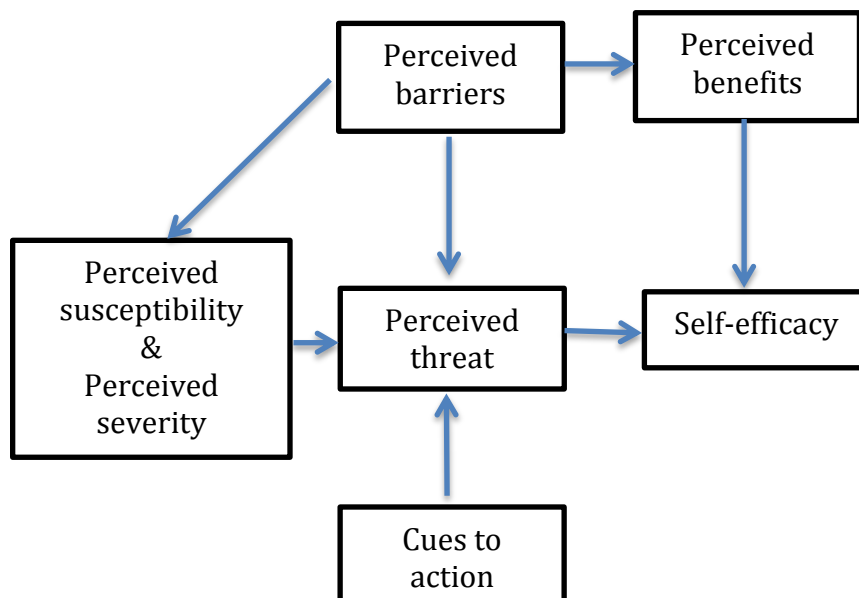 Perceived
barriers
Perceived
benefits
Perceived
susceptibility
&
Perceived
severity
Perceived
threat
Self-efficacy
Cues to
action